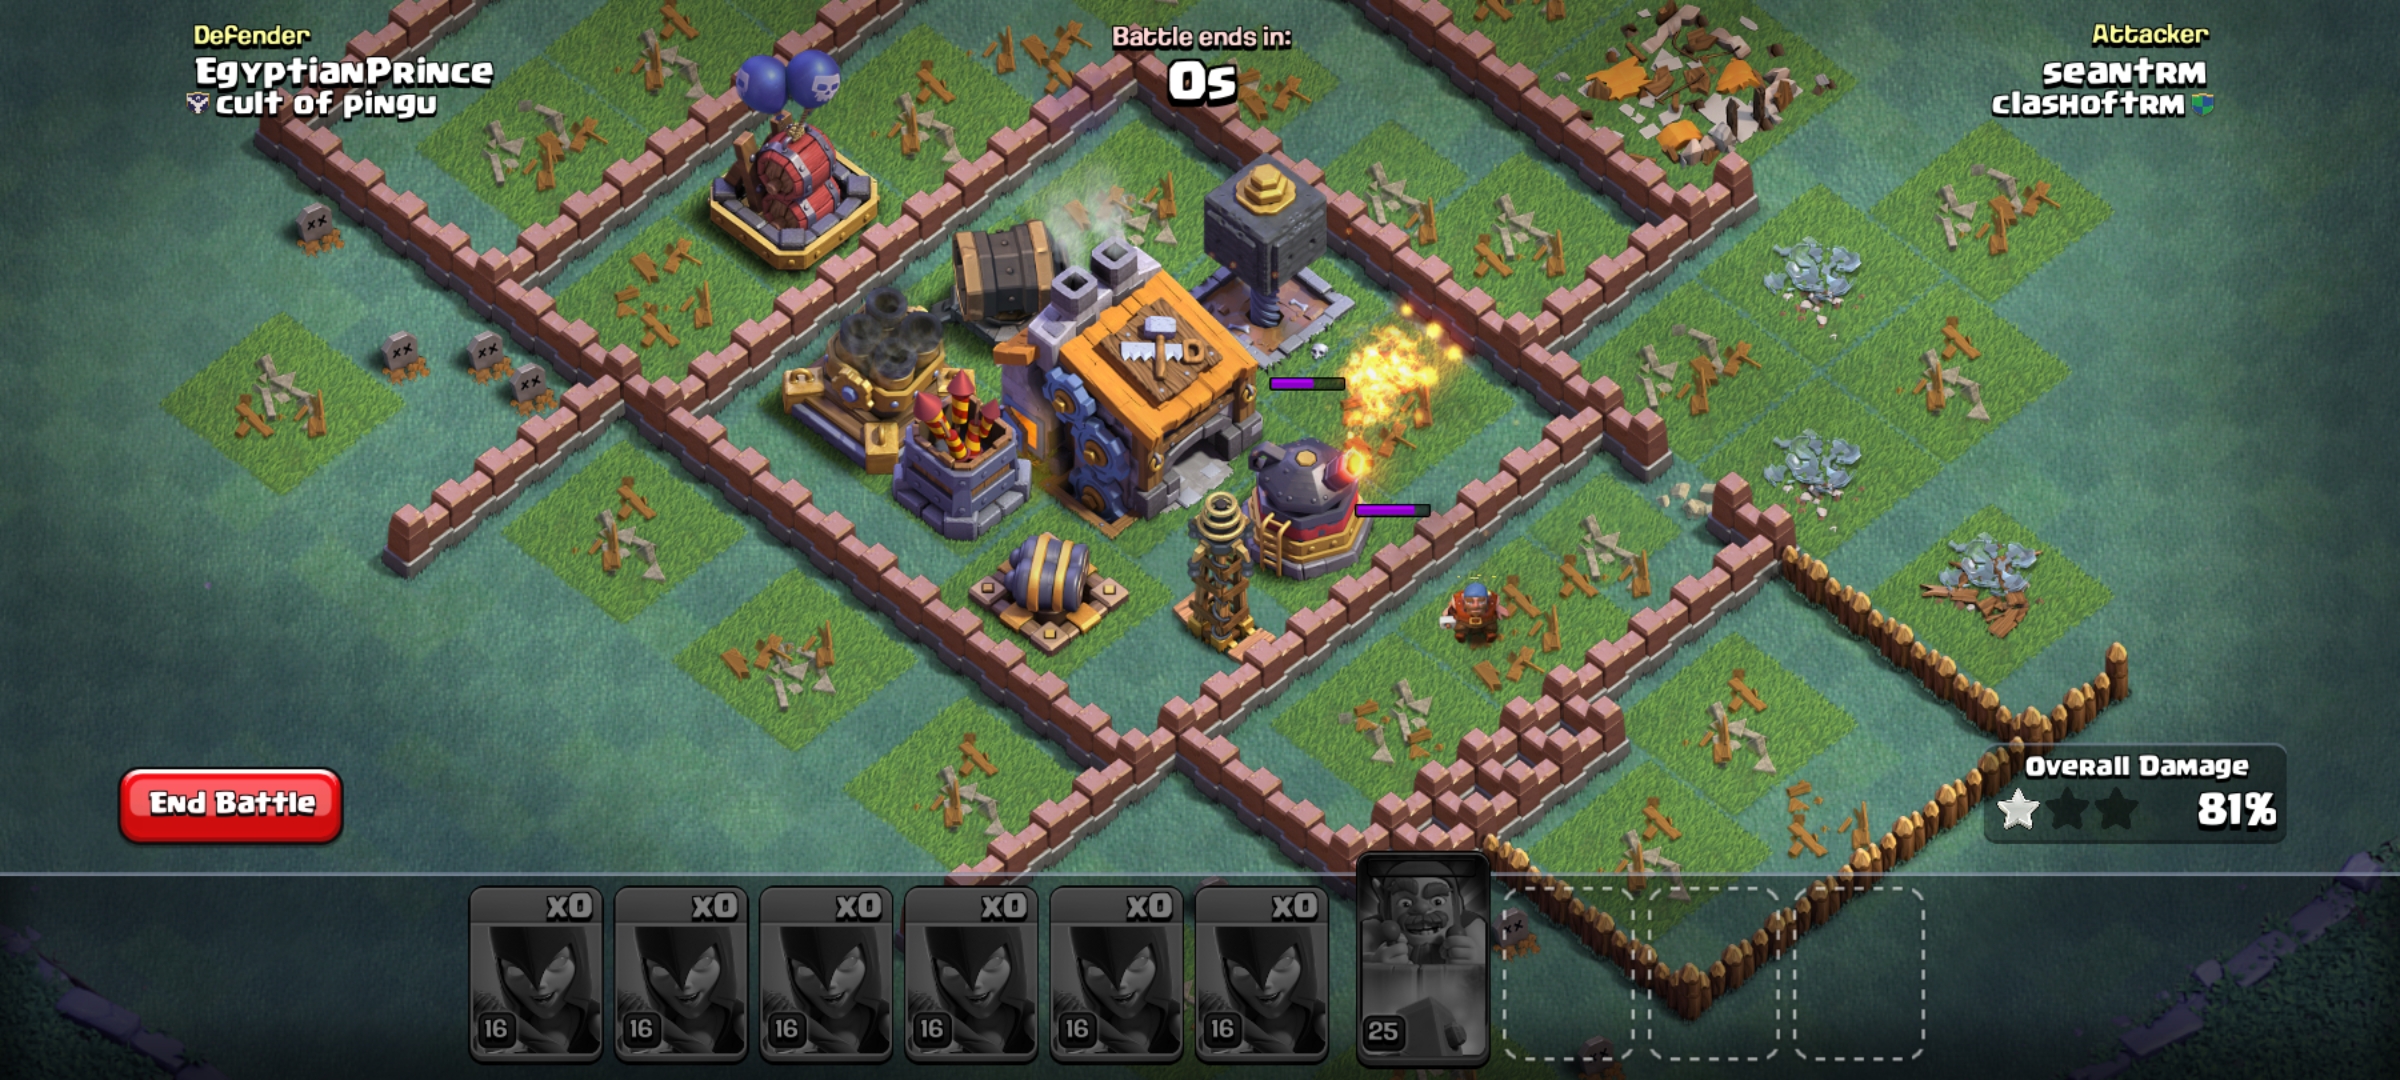 Defender
EgyptianPrince
cult of pingu
Battle ends in:
0s
Attacker
seantRM
clashoftRM
End Battle
Overall Damage
81%
x0
x0
x0
x0
x0
x0
16
16
16
16
16
16
25